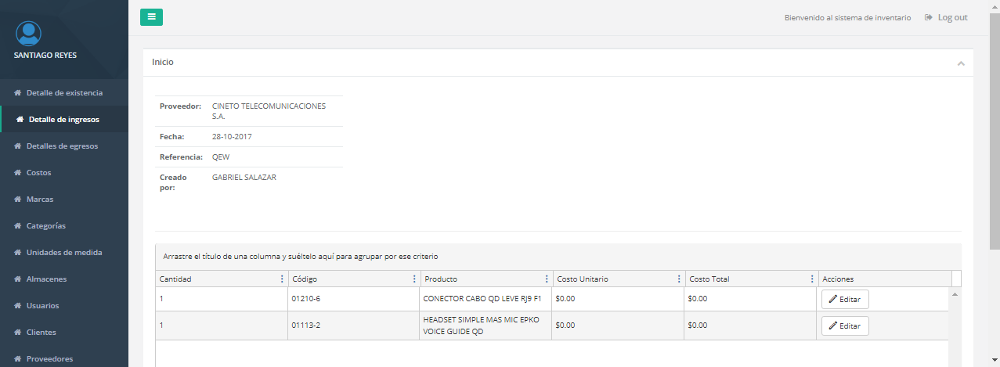 Bienvenido al sistema de inventario
Log out
SANTIAGO REYES
Detalle de existencia
Detalle de ingresos
Detalles de egresos
Costos
Marcas
Categorías
Unidades de medida
Almacenes
Usuarios
Clientes
Proveedores
Inicio
Proveedor: CINETO TELECOMUNICACIONES
S.A.
Fecha: 28-10-2017
Referencia: QEW
Creado GABRIEL SALAZAR
por:
Arrastre el título de una columna y suéltelo aquí para agrupar por ese criterio
Cantidad Código Producto Costo Unitario Costo Total Acciones
1 01210-6 CONECTOR CABO QD LEVE RJ9 F1 $0.00 $0.00 Editar
1 01113-2 HEADSET SIMPLE MAS MIC EPKO $0.00 $0.00 Editar
VOICE GUIDE QD